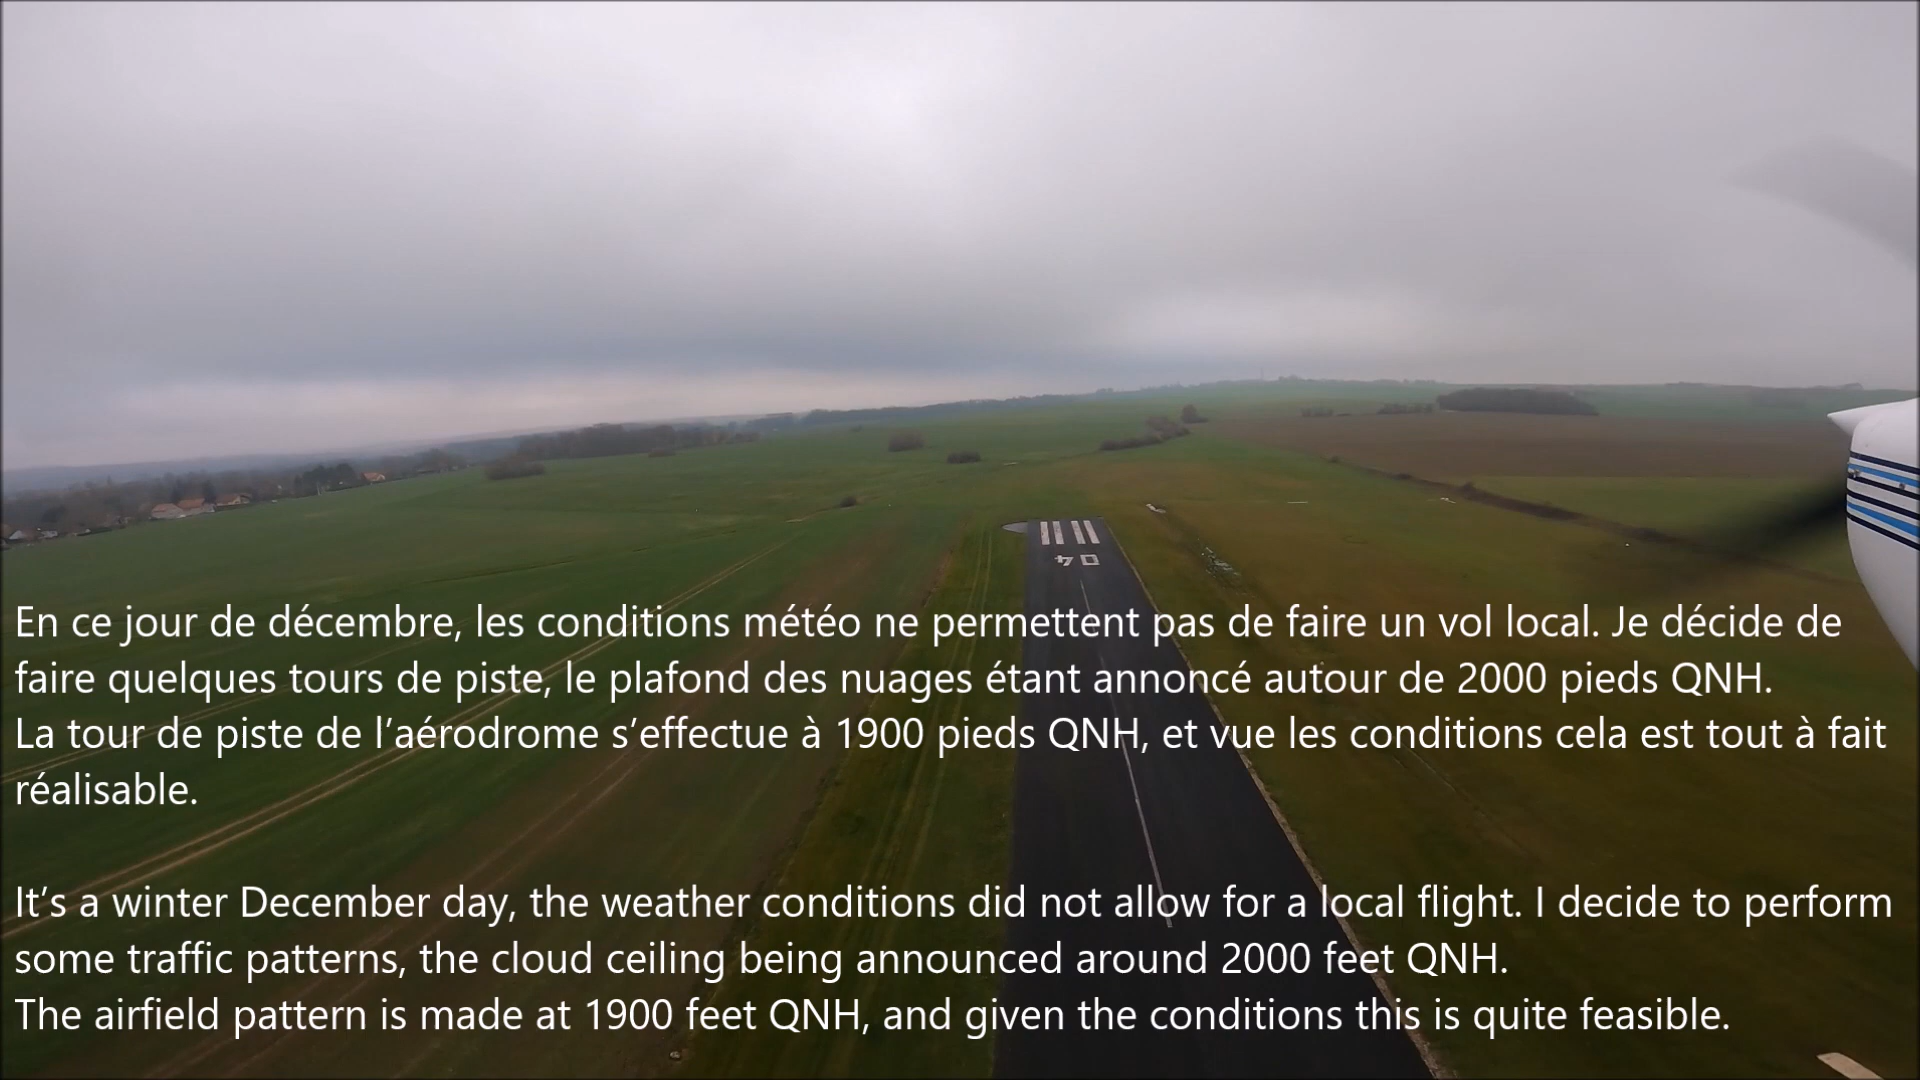 04
En ce jour de décembre, les conditions météo ne permettent pas de faire un vol local. Je décide de
faire quelques tours de piste, le plafond des nuages étant annoncé autour de 2000 pieds QNH.
La tour de piste de l’aérodrome s’effectue à 1900 pieds QNH, et vue les conditions cela est tout à fait
réalisable.
It’s a winter December day, the weather conditions did not allow for a local flight. I decide to perform
some traffic patterns, the cloud ceiling being announced around 2000 feet QNH.
The airfield pattern is made at 1900 feet QNH, and given the conditions this is quite feasible.